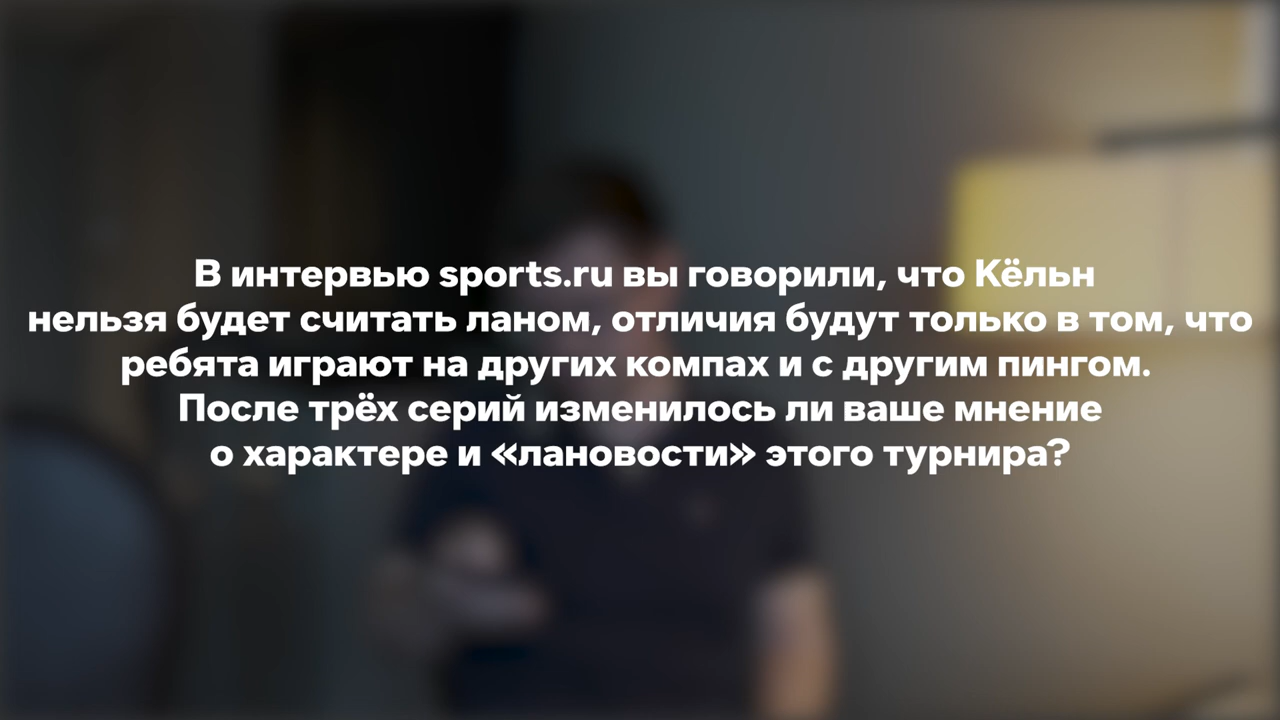 В интервью sports.ru вы говорили, что Кёльн
нельзя будет считать ланом, отличия будут только в том, что
ребята играют на других компах и с другим пингом.
После трёх серий изменилось ли ваше мнение
о характере и «лановости» этого турнира?